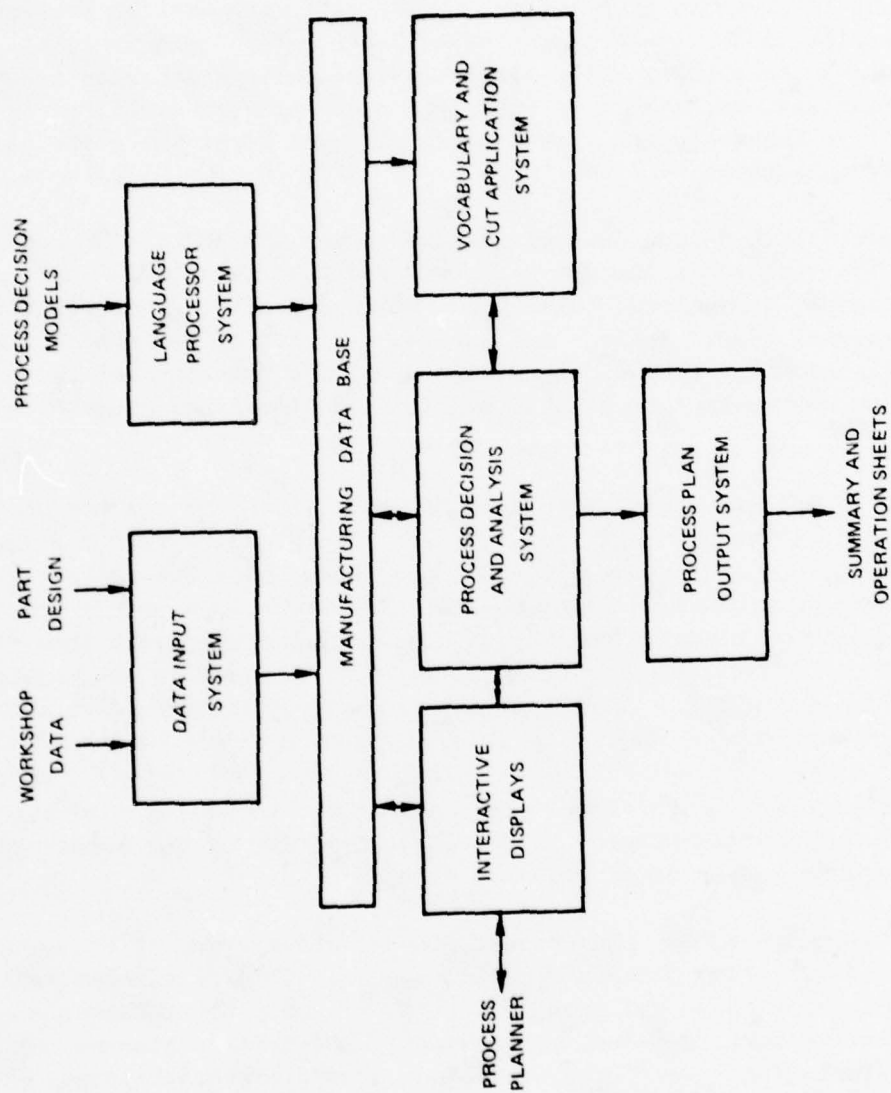 WORKSHOP
DATA
PART
DESIGN
PROCESS DECISION
MODELS
DATA INPUT
SYSTEM
LANGUAGE
PROCESSOR
SYSTEM
MANUFACTURING DATA BASE
PROCESS
PLANNER
INTERACTIVE
DISPLAYS
PROCESS DECISION
AND ANALYSIS
SYSTEM
VOCABULARY AND
CUT APPLICATION
SYSTEM
PROCESS PLAN
OUTPUT SYSTEM
SUMMARY AND
OPERATION SHEETS